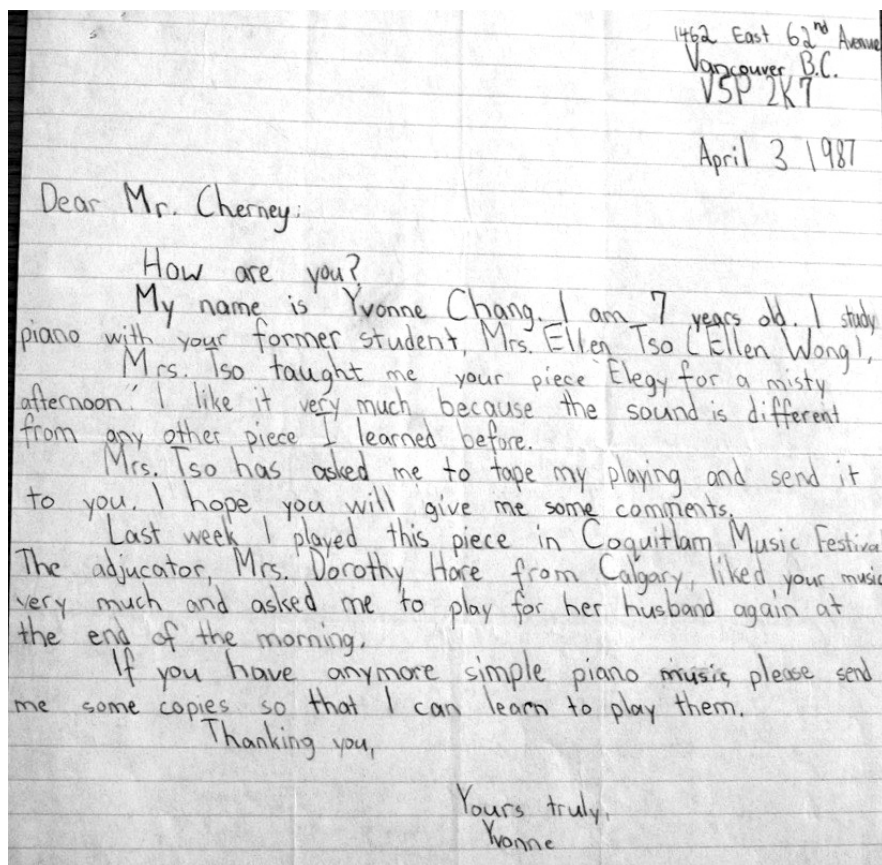 1462 East 62nd Avenue
Vancouver B.C.
V5P 2K7
April 3 1987
Dear Mr. Cherney:
How are you?
My name is Yvonne Chang. I am 7 years old. I study
piano with your former student, Mrs. Ellen Tso (Ellen Wong),
Mrs. Tso taught me your piece "Elegy for a misty
afternoon." I like it very much because the sound is different
from any other piece I learned before.
Mrs. Tso has asked me to tape my playing and send it
to you. I hope you will give me some comments.
Last week I played this piece in Coquitlam Music Festival
The adjucator, Mrs. Dorothy Hare from Calgary, liked your music
very much and asked me to play for her husband again at
the end of the morning.
If you have anymore simple piano music, please send
me some copies so that I can learn to play them.
Thanking you,
Yours truly,
Yvonne